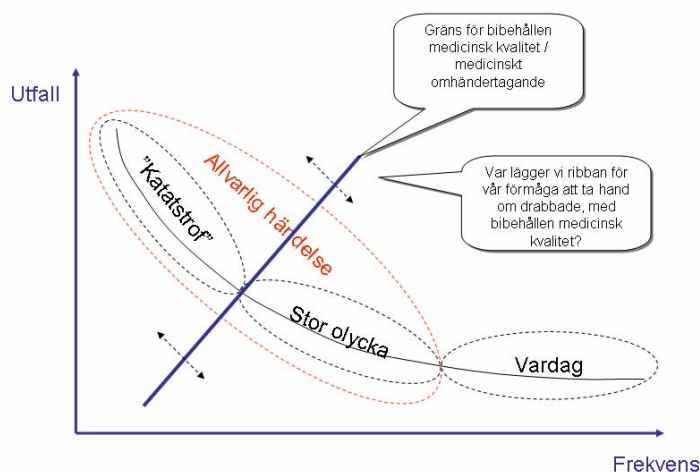 Gräns för bibehållen
medicinsk kvalitet /
medicinskt
omhändertagande
Utfall
Var lägger vi ribban för
vår förmåga att ta hand
om drabbade, med
bibehållen medicinsk
kvalitet?
"Katatstrof"
Allvarlig händelse
Stor olycka
Vardag
Frekvens